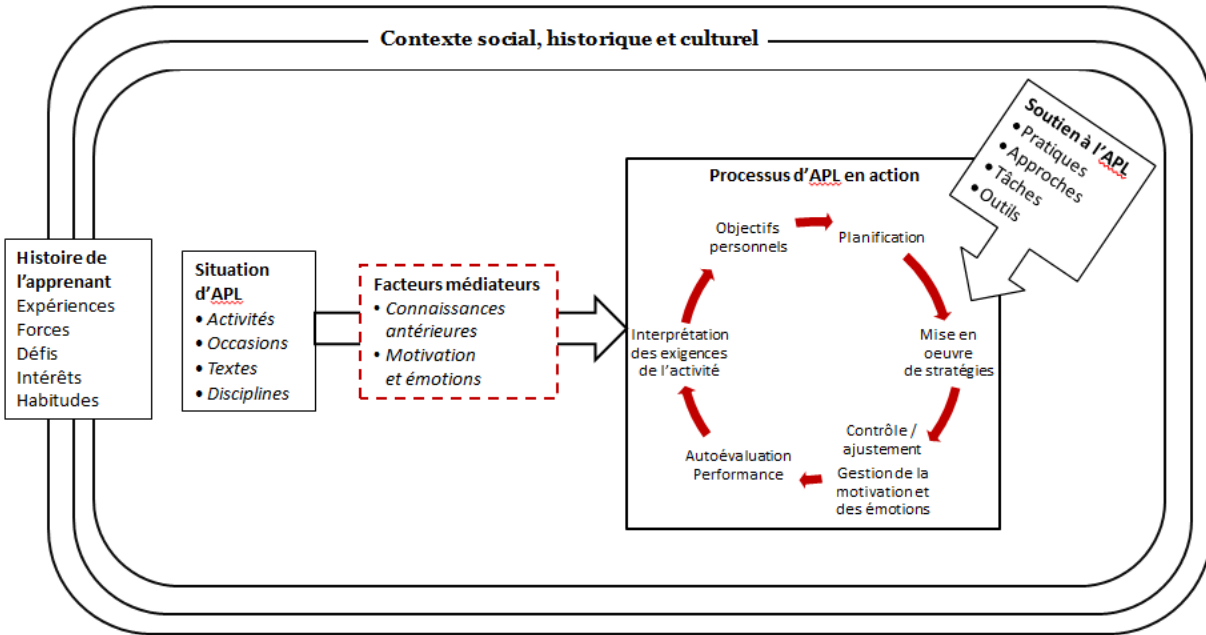 Contexte social, historique et culturel
Soutien à l'APL
• Pratiques
• Approches
• Tâches
• Outils
Histoire de
l'apprenant
Expériences
Forces
Défis
Intérêts
Habitudes
Situation
d'APL
• Activités
• Occasions
• Textes
• Disciplines
Facteurs médiateurs
• Connaissances
antérieures
• Motivation
et émotions
Processus d'APL en action
Objectifs
personnels
Planification
Mise en
oeuvre
de stratégies
Contrôle /
ajustement
Gestion de la
motivation et
des émotions
Autoévaluation
Performance
Interprétation
des exigences
de l'activité